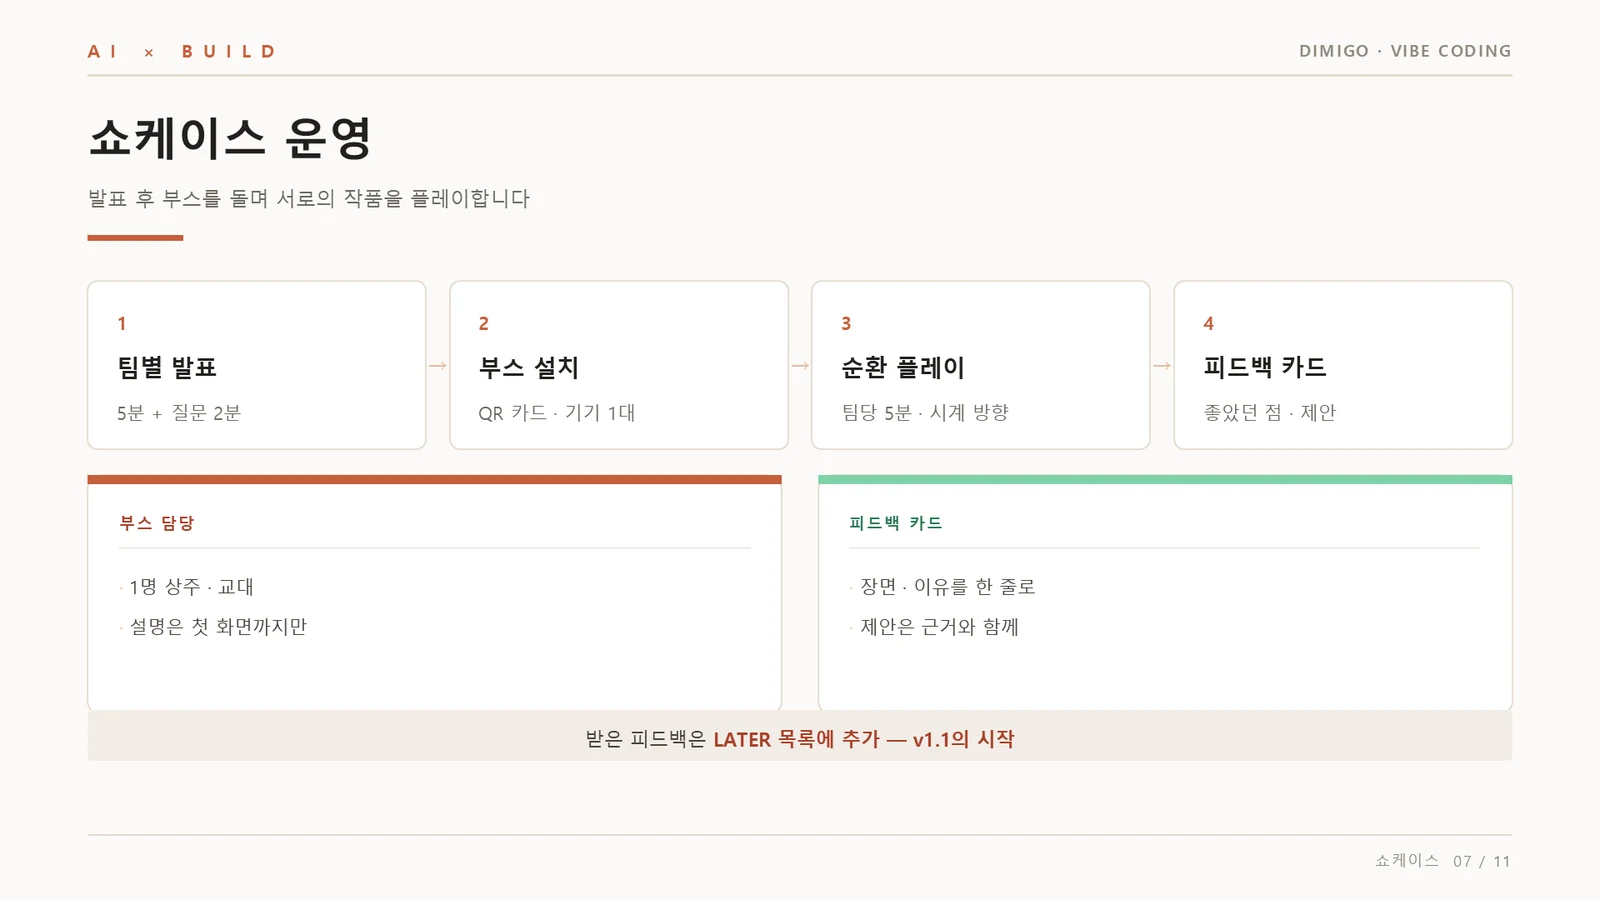 AI × BUILD
DIMIGO · VIBE CODING
쇼케이스 운영
발표 후 부스를 돌며 서로의 작품을 플레이합니다
1
팀별 발표
5분 + 질문 2분
→
2
부스 설치
QR 카드 · 기기 1대
→
3
순환 플레이
팀당 5분 · 시계 방향
→
4
피드백 카드
좋았던 점 · 제안
부스 담당
· 1명 상주 · 교대
· 설명은 첫 화면까지만
피드백 카드
· 장면 · 이유를 한 줄로
· 제안은 근거와 함께
받은 피드백은 LATER 목록에 추가 — v1.1의 시작
쇼케이스 07 / 11